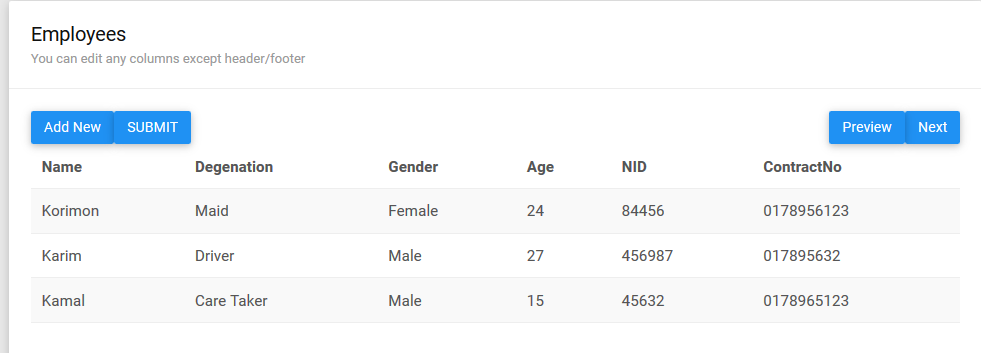 Employees
You can edit any columns except header/footer
Add New SUBMIT Preview Next
Name Degenation Gender Age NID ContractNo
Korimon Maid Female 24 84456 0178956123
Karim Driver Male 27 456987 017895632
Kamal Care Taker Male 15 45632 0178965123